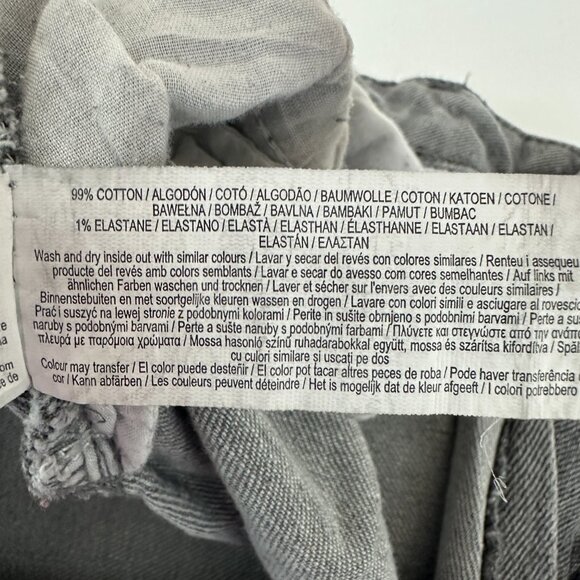 99% COTTON / ALGODÓN / COTÓ / ALGODÃO / BAUMWOLLE / COTON / KATOEN / COTONE /
BAWEŁNA / BOMBAŽ / BAVLNA / BAMBAKI / PAMUT / BUMBAC
1% ELASTANE / ELASTANO / ELASTÀ / ELASTHAN / ÉLASTHANNE / ELASTAAN / ELASTAN /
ELASTÁN / ΕΛΑΣΤΑΝ
Wash and dry inside out with similar colours / Lavar y secar del revés con colores similares / Renteu i assequeu
producte del revés amb colors semblants / Lavar e secar do avesso com cores semelhantes / Auf links mit
ähnlichen Farben waschen und trocknen / Laver et sécher sur l'envers avec des couleurs similaires /
Binnenstebuiten en met soortgelijke kleuren wassen en drogen / Lavare con colori simili e asciugare al rovescio
Prać i suszyć na lewej stronie z podobnymi kolorami / Perite in sušite obrnjeno s podobnimi barvami / Perte a su
naruby s podobnými barvami / Perte a sušte naruby s podobnými farbami / Πλύνετε και στεγνώστε από την ανάπο
πλευρά με παρόμοια χρώματα / Mossa hasonló színű ruhadarabokkal együtt, mossa és szárítsa kifordítva / Spăl
cu culori similare și uscați pe dos
Colour may transfer / El color puede desteñir / El color pot tacar altres peces de roba / Pode haver transferência
cor / Kann abfärben / Les couleurs peuvent déteindre / Het is mogelijk dat de kleur afgeeft / I colori